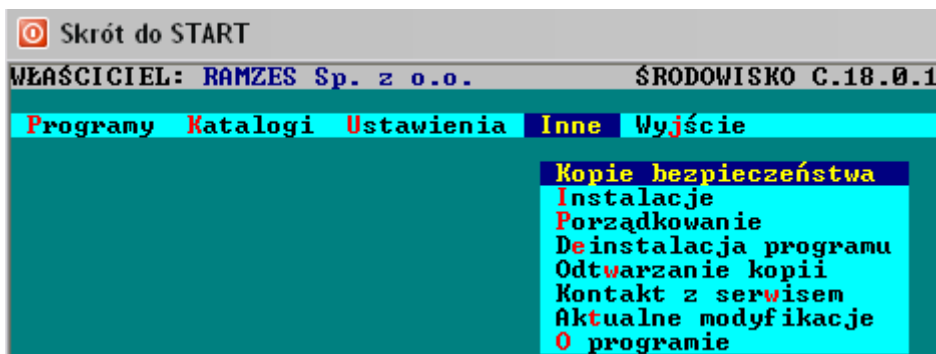 Skrót do START
WŁAŚCICIEL: RAMZES Sp. z o.o. ŚRODOWISKO C.18.0.1
Programy Katalogi Ustawienia Inne Wyjście
Kopie bezpieczeństwa
Instalacje
Porządkowanie
Deinstalacja programu
Odtwarzanie kopii
Kontakt z serwisem
Aktualne modyfikacje
O programie